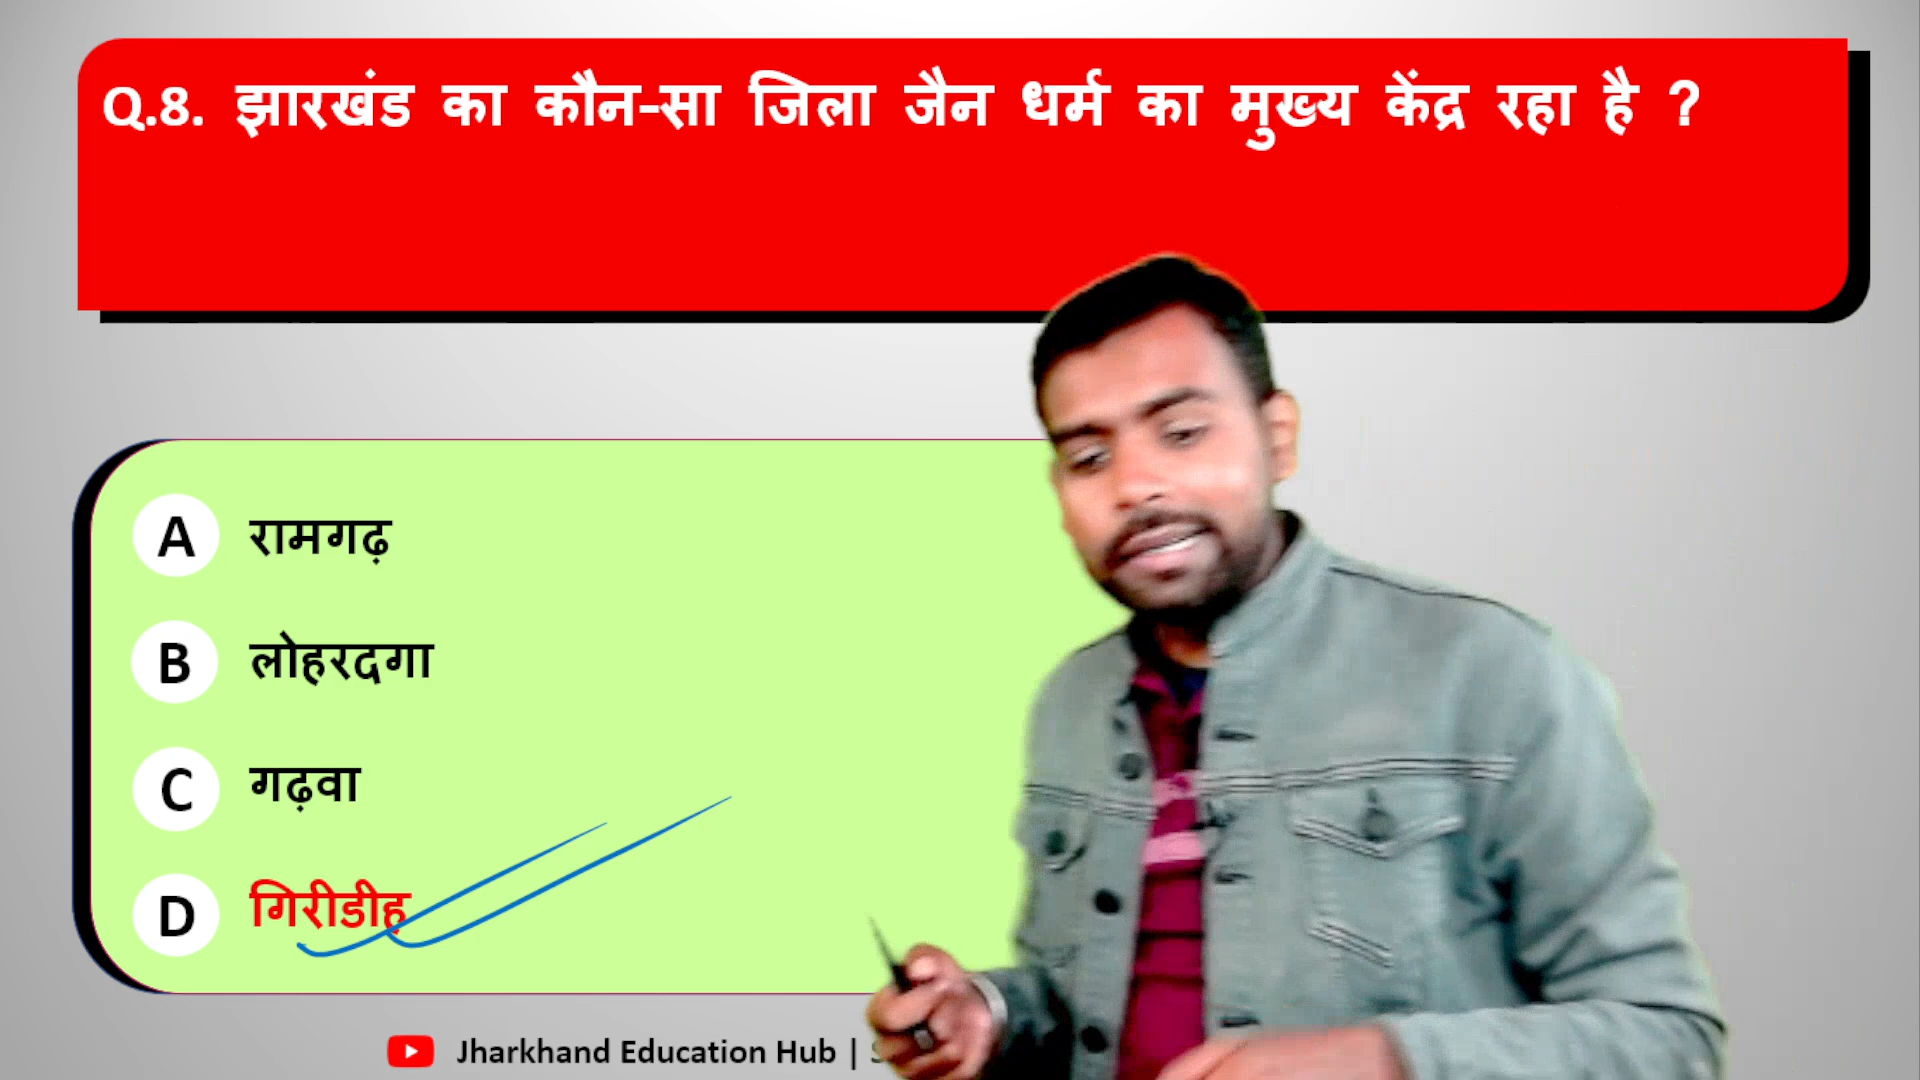 Q.8. झारखंड का कौन-सा जिला जैन धर्म का मुख्य केंद्र रहा है ?
A रामगढ़
B लोहरदगा
C गढ़वा
D गिरीडीह
Jharkhand Education Hub |